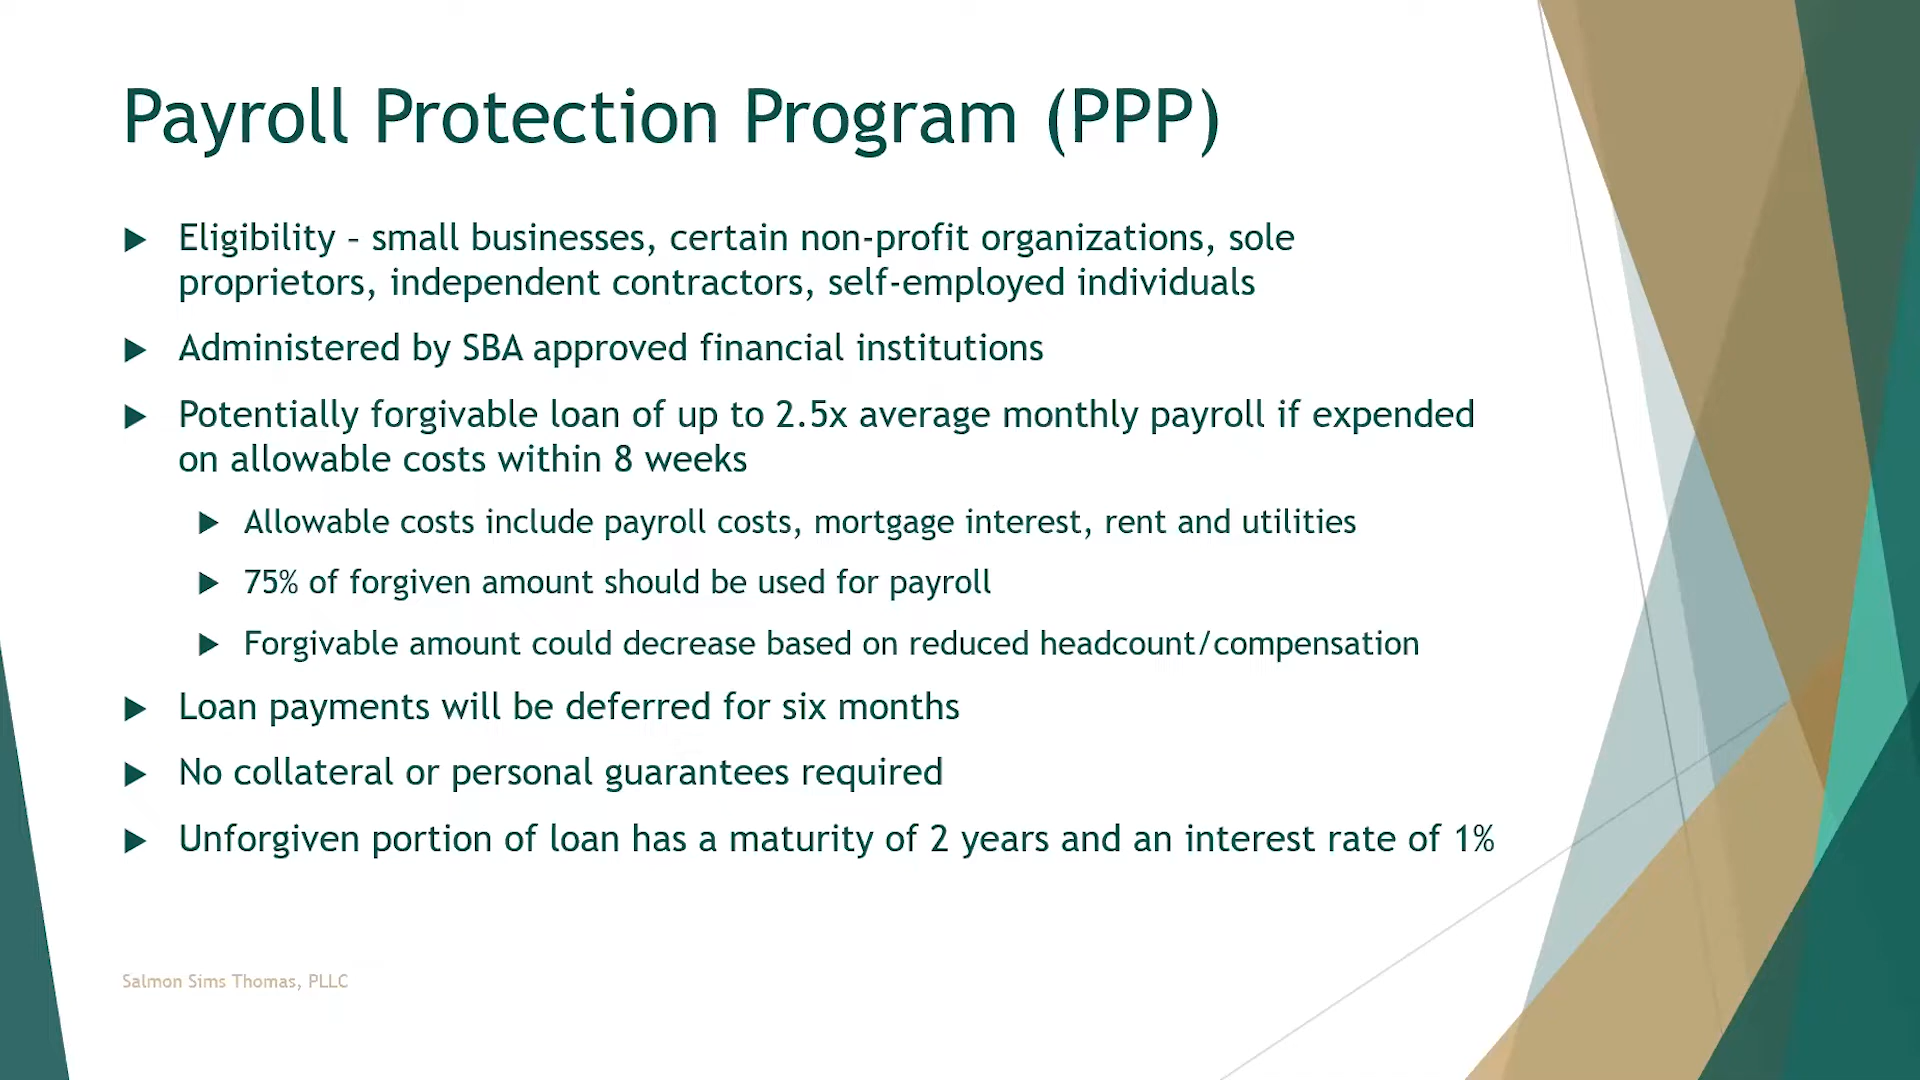 Payroll Protection Program (PPP)
Eligibility – small businesses, certain non-profit organizations, sole
proprietors, independent contractors, self-employed individuals
Administered by SBA approved financial institutions
Potentially forgivable loan of up to 2.5x average monthly payroll if expended
on allowable costs within 8 weeks
Allowable costs include payroll costs, mortgage interest, rent and utilities
75% of forgiven amount should be used for payroll
Forgivable amount could decrease based on reduced headcount/compensation
Loan payments will be deferred for six months
No collateral or personal guarantees required
Unforgiven portion of loan has a maturity of 2 years and an interest rate of 1%
Salmon Sims Thomas, PLLC